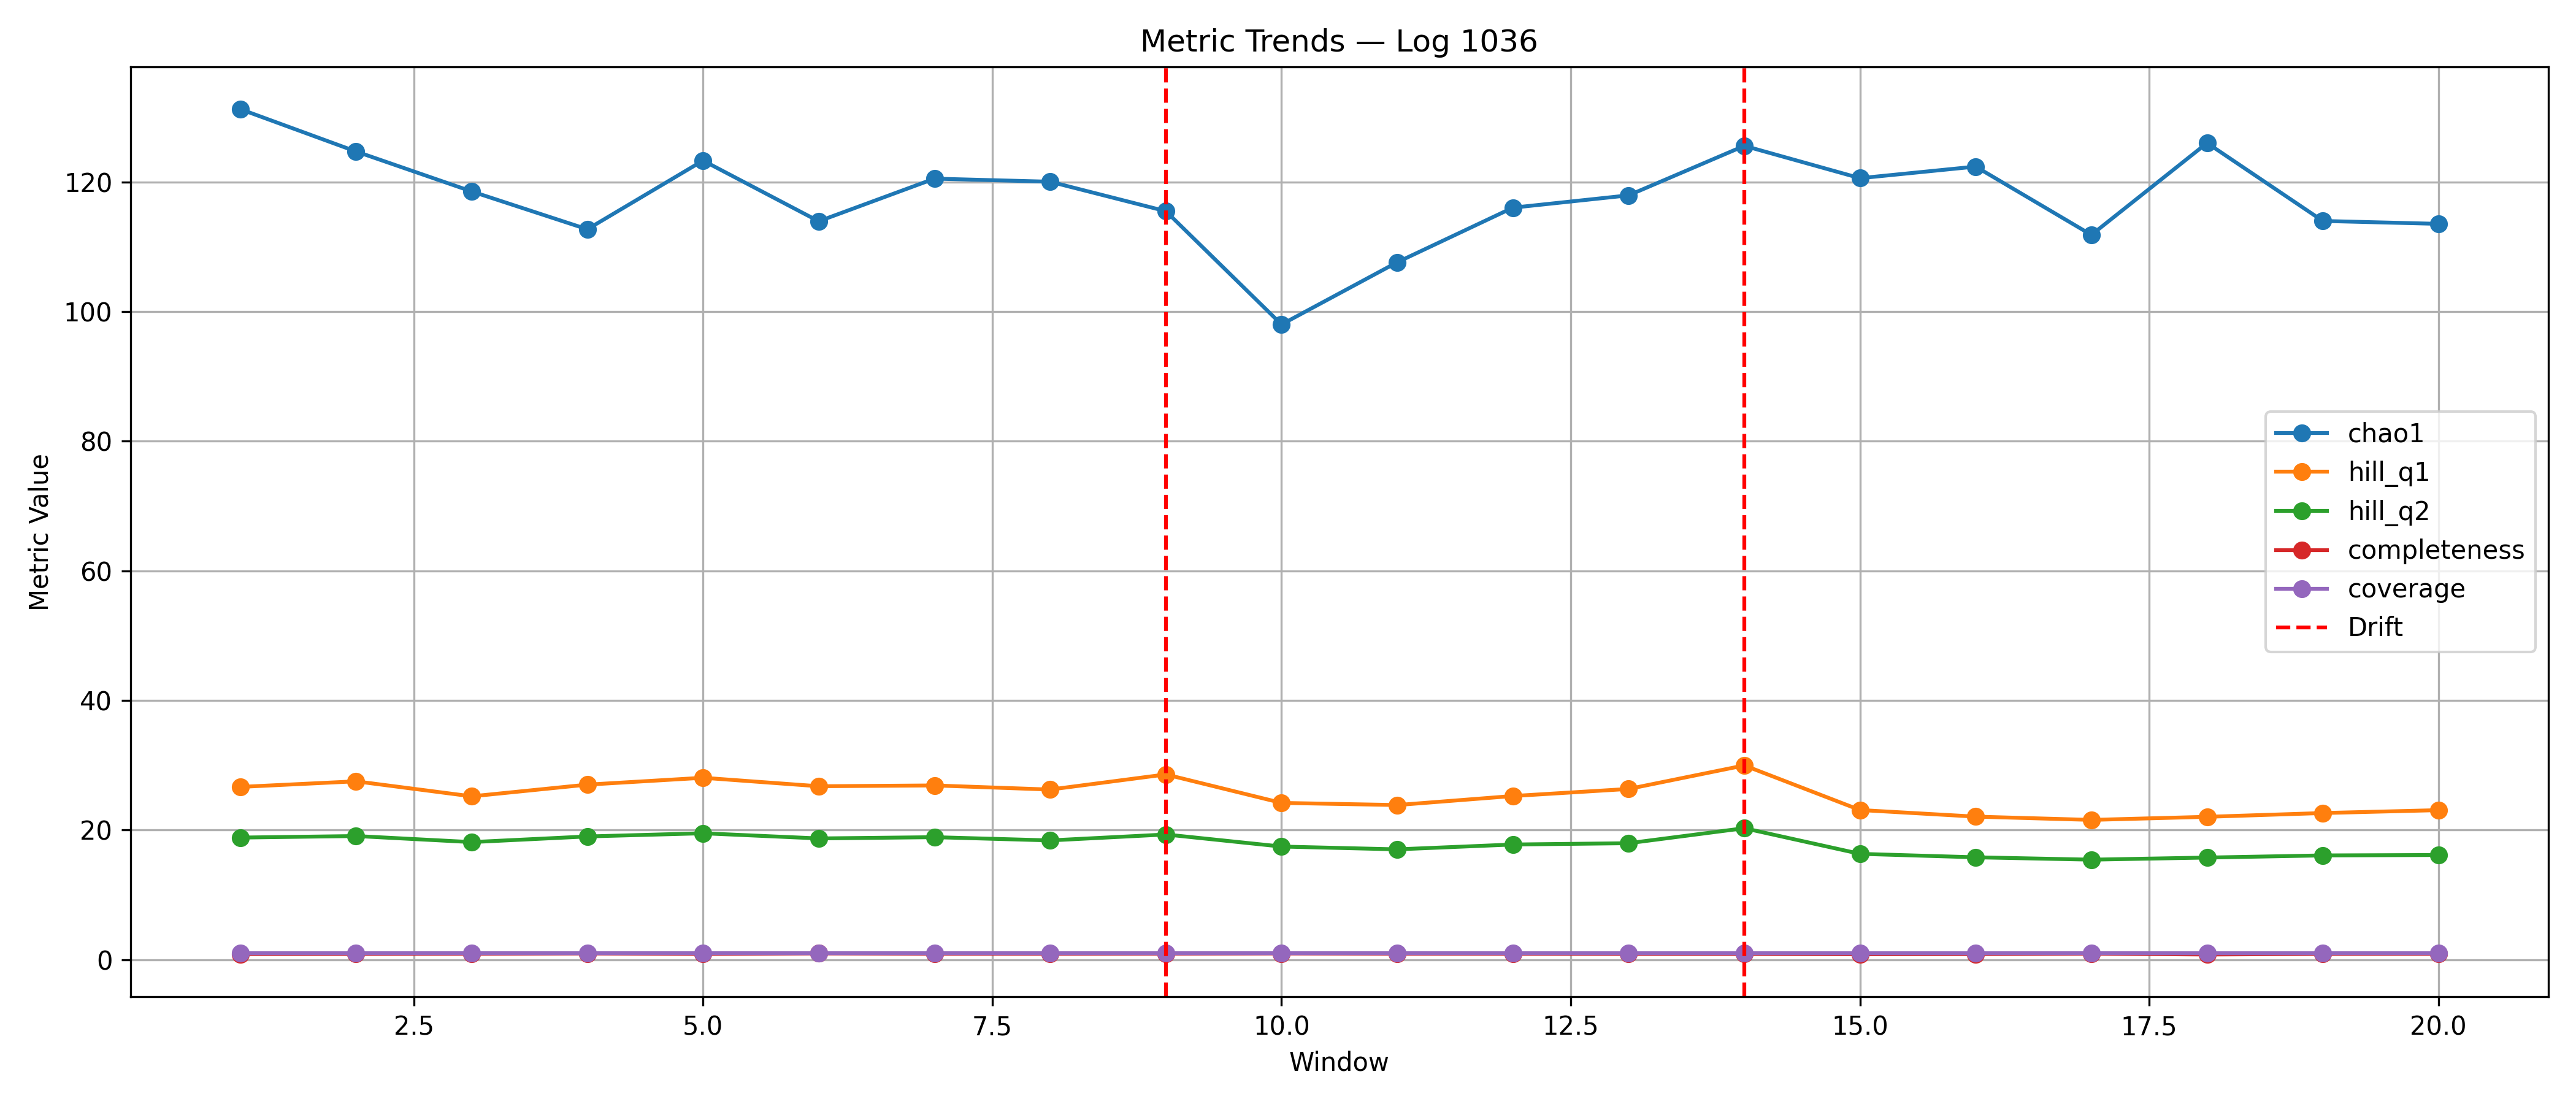 Metric Trends — Log 1036
Metric Value
120
100
80
60
40
20
0
chao1
hill_q1
hill_q2
completeness
coverage
Drift
2.5 5.0 7.5 10.0 12.5 15.0 17.5 20.0
Window